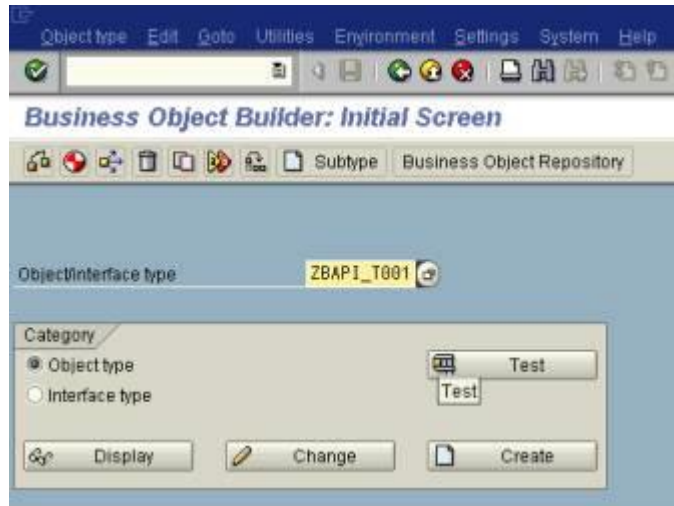 Object type Edit Goto Utilities Environment Settings System Help
Business Object Builder: Initial Screen
Subtype Business Object Repository
Object/interface type ZBAPI_T001
Category
Object type Test
Interface type Test
Display Change Create